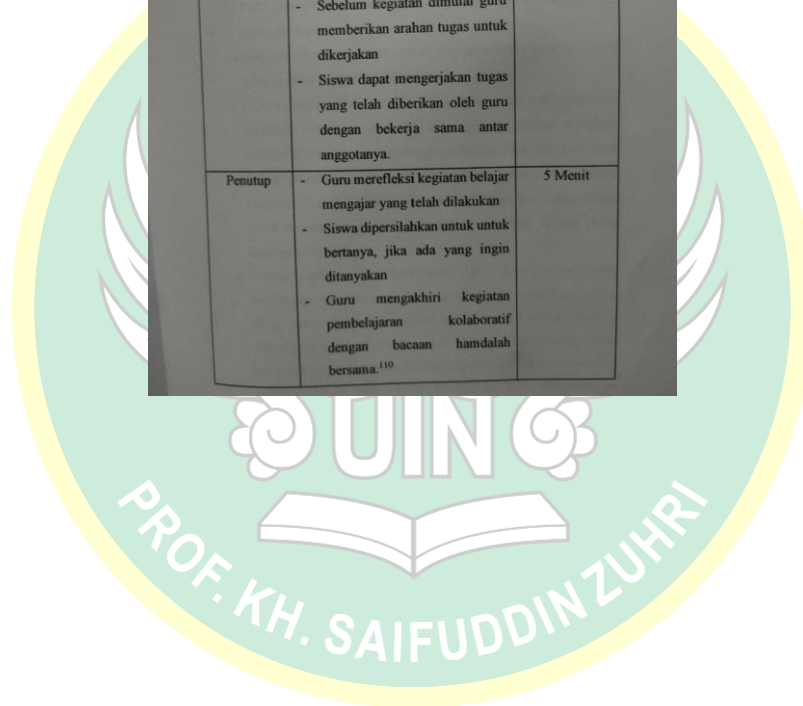 - Sebelum kegiatan dimulai guru
memberikan arahan tugas untuk
dikerjakan
- Siswa dapat mengerjakan tugas
yang telah diberikan oleh guru
dengan bekerja sama antar
anggotanya.
Penutup
- Guru merefleksi kegiatan belajar
mengajar yang telah dilakukan
- Siswa dipersilahkan untuk untuk
bertanya, jika ada yang ingin
ditanyakan
- Guru mengakhiri kegiatan
pembelajaran kolaboratif
dengan bacaan hamdalah
bersama.¹¹⁰
5 Menit
UIN
PROF. KH. SAIFUDDIN ZUHRI